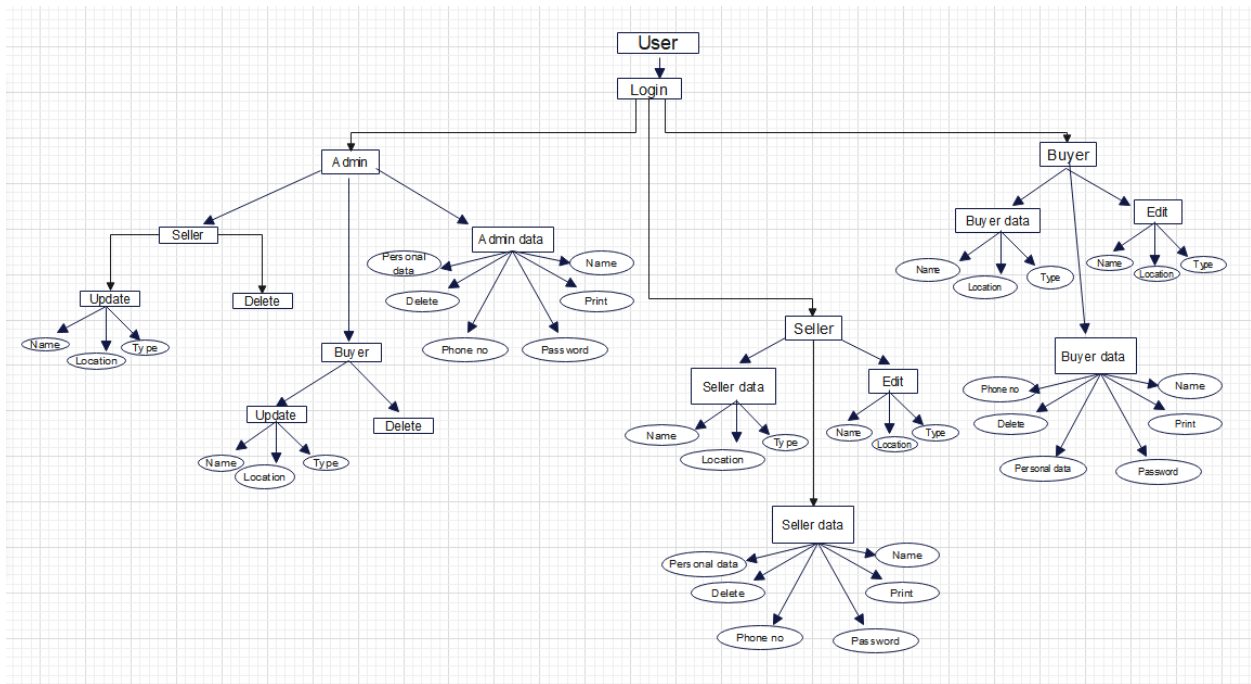 User
Login
Admin
Seller
Update
Name
Location
Type
Delete
Buyer
Update
Name
Location
Type
Delete
Admin data
Personal
data
Delete
Phone no
Password
Print
Name
Seller
Seller data
Name
Location
Type
Edit
Name
Location
Type
Seller data
Personal data
Delete
Phone no
Password
Print
Name
Buyer
Buyer data
Name
Location
Type
Edit
Name
Location
Type
Buyer data
Phone no
Delete
Personal data
Password
Print
Name